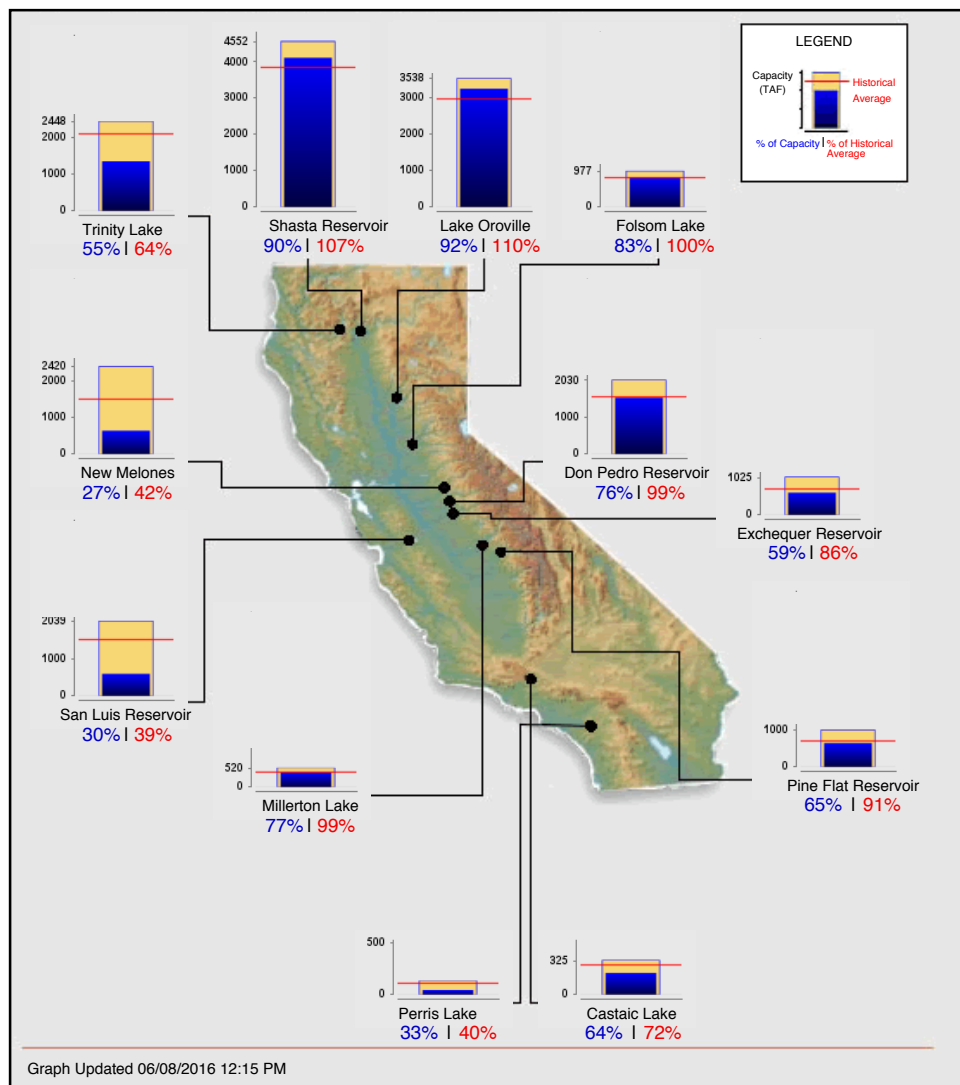 4552
4000
3000
2000
1000
0
Shasta Reservoir
90% | 107%
3538
3000
2000
1000
0
Lake Oroville
92% | 110%
LEGEND
Capacity
(TAF)
Historical
Average
% of Capacity | % of Historical
Average
2448
2000
1000
0
Trinity Lake
55% | 64%
977
0
Folsom Lake
83% | 100%
2420
2000
1000
0
New Melones
27% | 42%
2030
1000
0
Don Pedro Reservoir
76% | 99%
1025
0
Exchequer Reservoir
59% | 86%
2039
1000
0
San Luis Reservoir
30% | 39%
520
0
Millerton Lake
77% | 99%
1000
0
Pine Flat Reservoir
65% | 91%
500
0
Perris Lake
33% | 40%
325
0
Castaic Lake
64% | 72%
Graph Updated 06/08/2016 12:15 PM